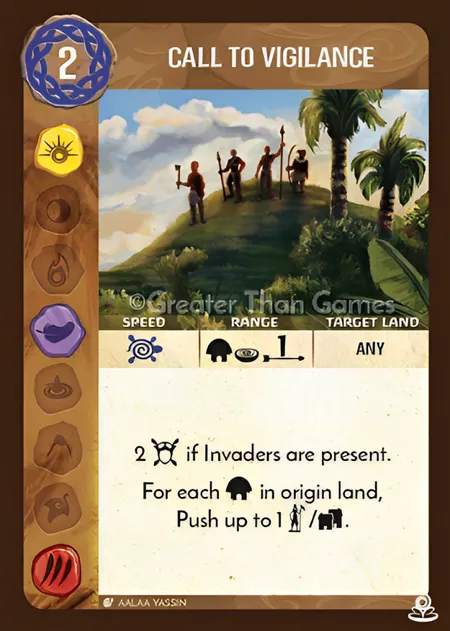 2
CALL TO VIGILANCE
©Greater Than Games
SPEED RANGE TARGET LAND
1 ANY
2 if Invaders are present.
For each in origin land,
Push up to 1 / .
AALAA YASSIN